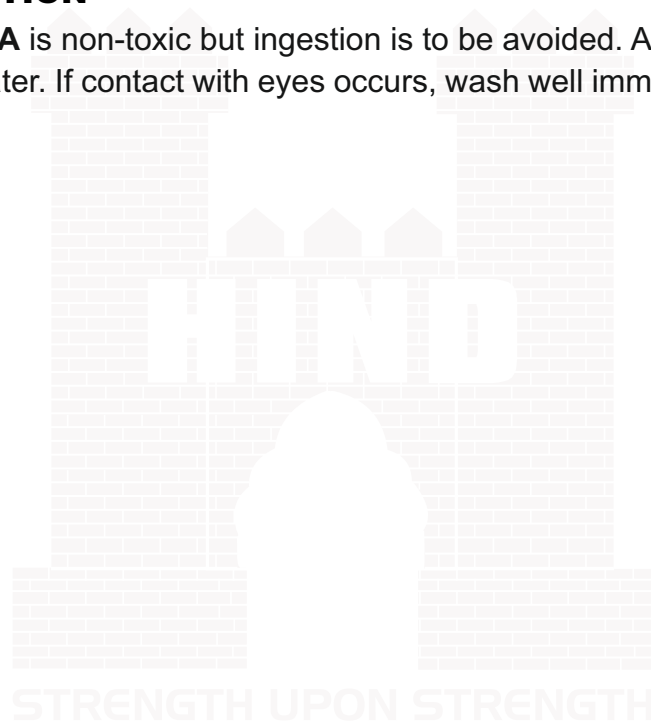 A is non-toxic but ingestion is to be avoided. A
ter. If contact with eyes occurs, wash well imm
HIND
STRENGTH UPON STRENGTH